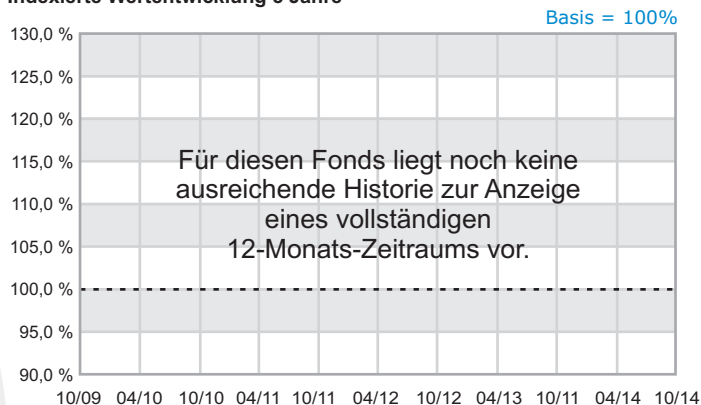 Indexierte Wertentwicklung 5 Jahre
Basis = 100%
130,0 %
125,0 %
120,0 %
115,0 %
110,0 %
105,0 %
100,0 %
95,0 %
90,0 %
Für diesen Fonds liegt noch keine
ausreichende Historie zur Anzeige
eines vollständigen
12-Monats-Zeitraums vor.
10/09 04/10 10/10 04/11 10/11 04/12 10/12 04/13 10/11 04/14 10/14